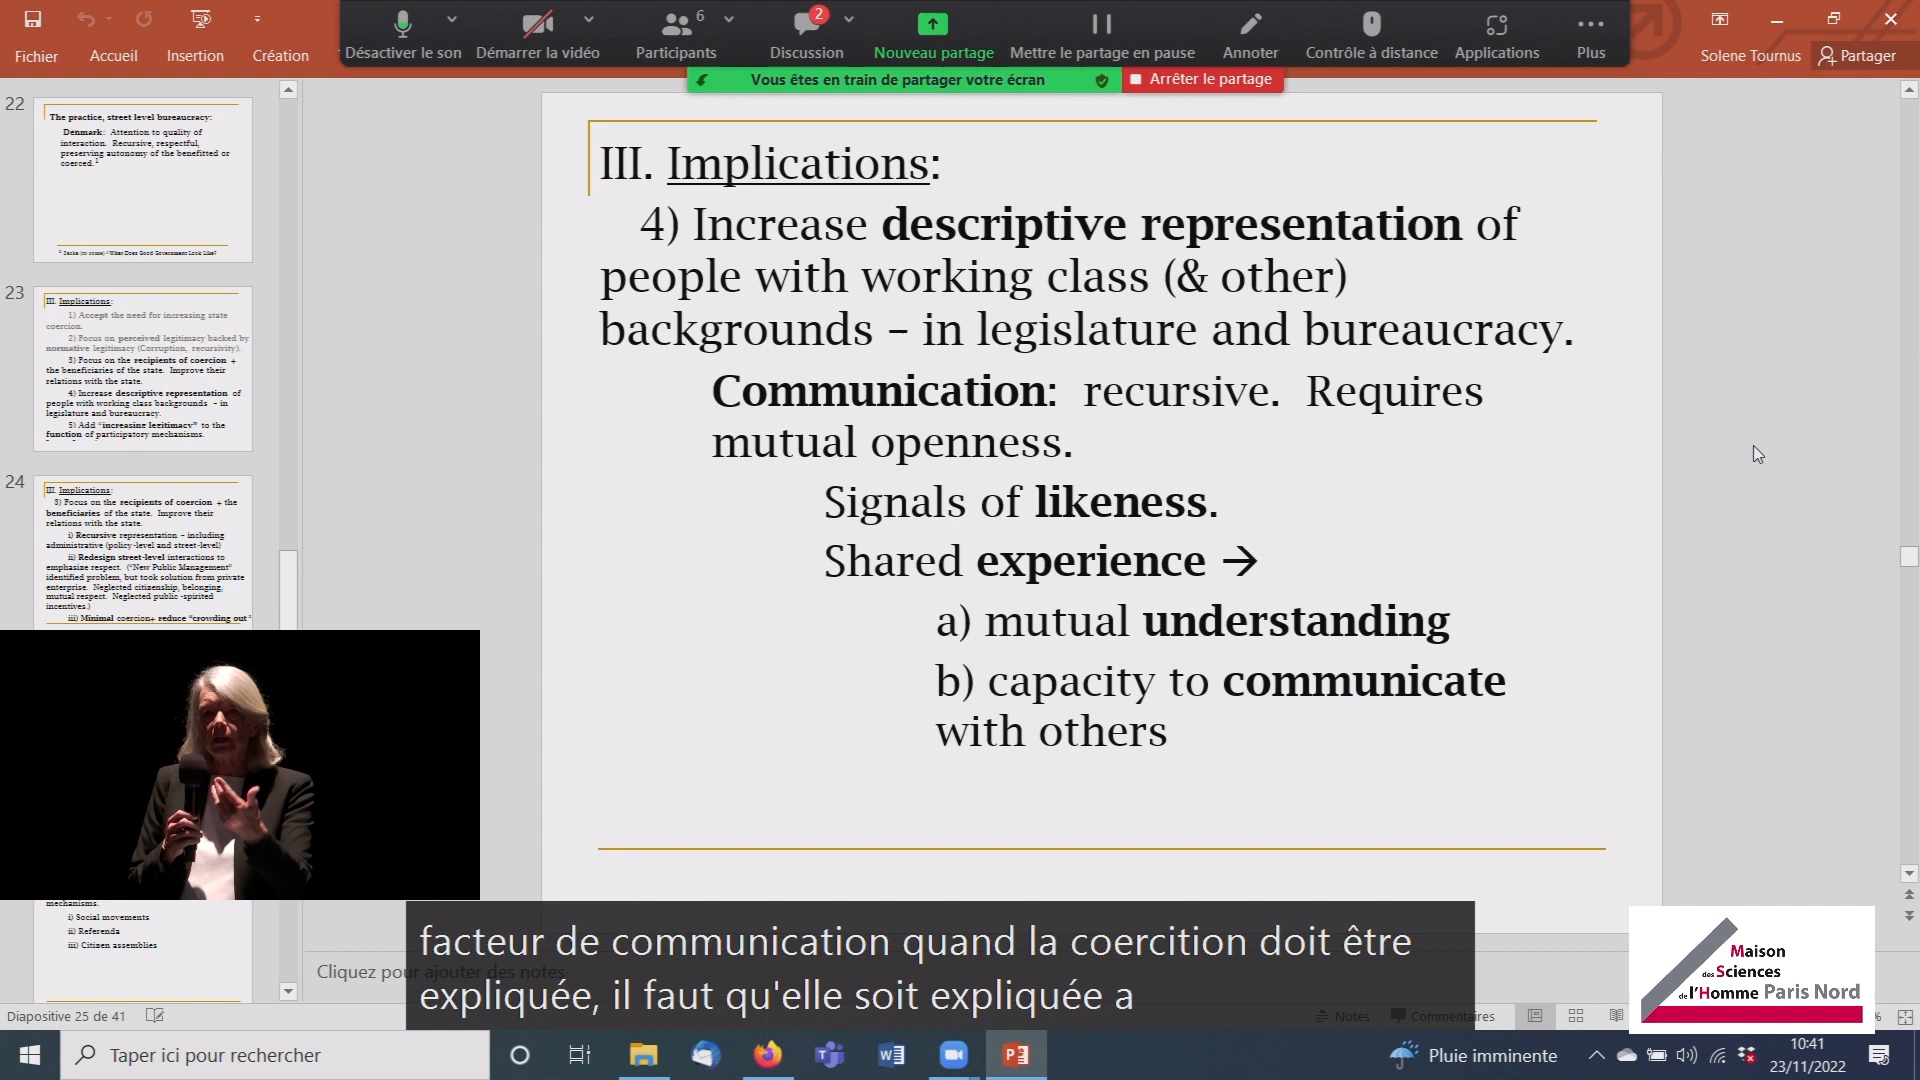 Fichier
Accueil
Insertion
Création
Désactiver le son
Démarrer la vidéo
Participants
6
Discussion
2
Nouveau partage
Mettre le partage en pause
Annoter
Contrôle à distance
Applications
Plus
Solene Tournus
Partager
Vous êtes en train de partager votre écran
Arrêter le partage
22
The practice, street level bureaucracy:
Denmark: Attention to quality of
interaction. Recursive, respectful,
preserving autonomy of the benefitted or
coerced.
23
III. Implications:
1) Accept the need for increasing state
coercion.
2) Focus on perceived legitimacy backed by
normative legitimacy (Corruption, recursivity).
3) Focus on the recipients of coercion +
the beneficiaries of the state. Improve their
relations with the state.
4) Increase descriptive representation of
people with working class backgrounds – in
legislature and bureaucracy.
5) Add "increasing legitimacy" to the
function of participatory mechanisms.
24
III. Implications:
3) Focus on the recipients of coercion + the
beneficiaries of the state. Improve their
relations with the state.
i) Recursive representation – including
administrative (policy-level and street-level)
ii) Redesign street-level interactions to
emphasize respect. ("New Public Management"
identified problem, but took solution from private
enterprise. Neglected citizenship, belonging,
mutual respect. Neglected public-spirited
incentives.)
iii) Minimal coercion+ reduce "crowding out"
mechanisms.
i) Social movements
ii) Referenda
iii) Citizen assemblies
III. Implications:
4) Increase descriptive representation of
people with working class (& other)
backgrounds – in legislature and bureaucracy.
Communication: recursive. Requires
mutual openness.
Signals of likeness.
Shared experience →
a) mutual understanding
b) capacity to communicate
with others
Cliquez pour ajouter des notes
facteur de communication quand la coercition doit être
expliquée, il faut qu'elle soit expliquée a
Maison
des Sciences
de l'Homme Paris Nord
Diapositive 25 de 41
Notes
Commentaires
%
Taper ici pour rechercher
Pluie imminente
10:41
23/11/2022